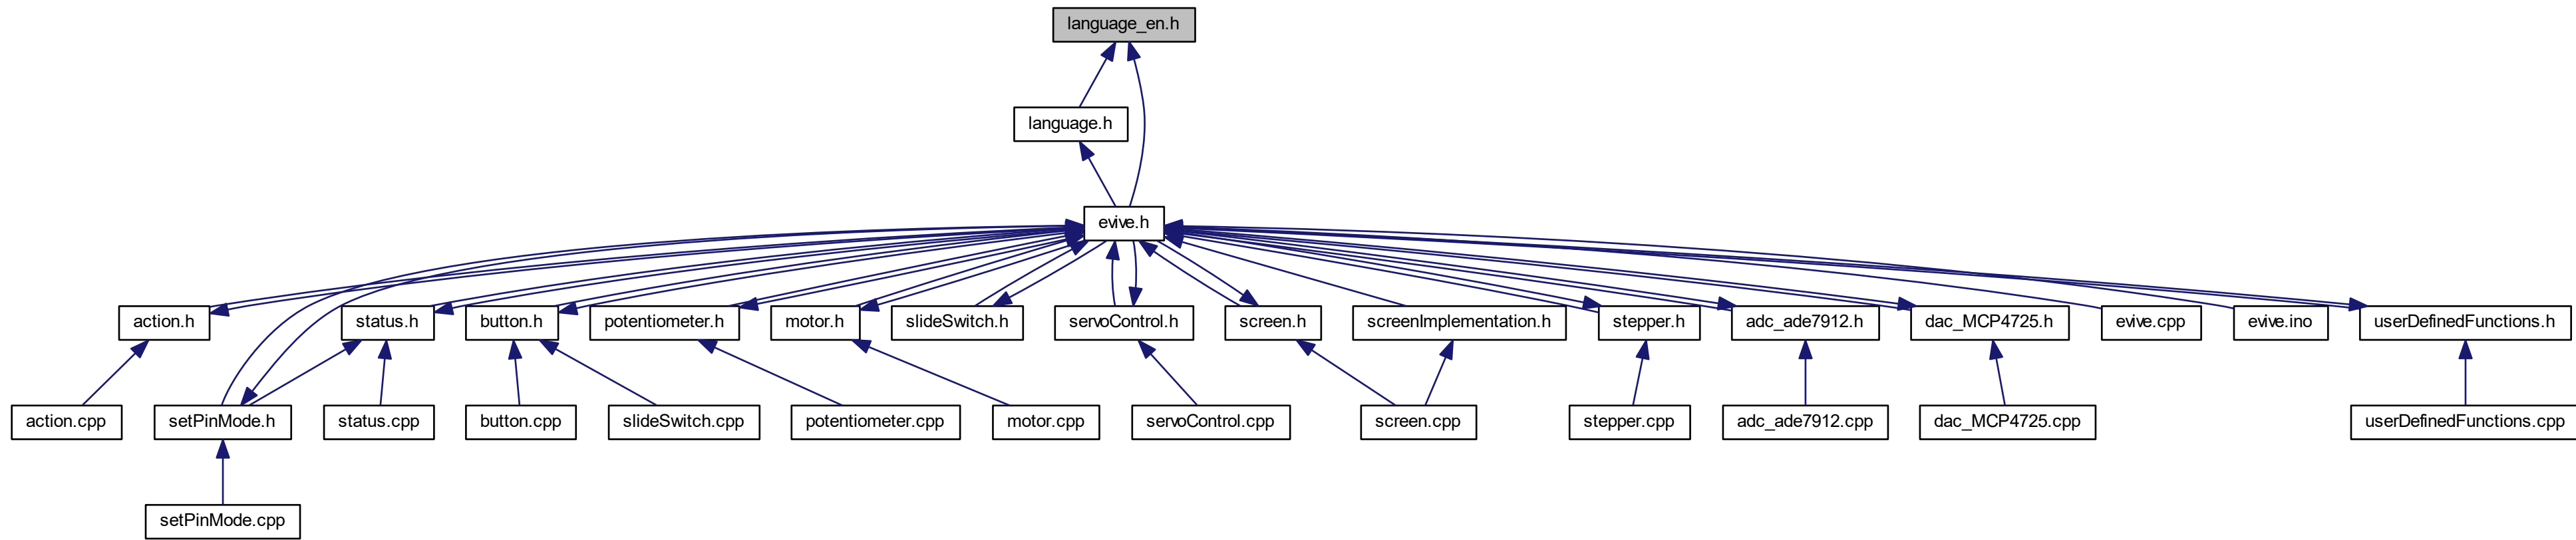 language_en.h
language.h
evive.h
action.h
status.h
button.h
potentiometer.h
motor.h
slideSwitch.h
servoControl.h
screen.h
screenImplementation.h
stepper.h
adc_ade7912.h
dac_MCP4725.h
evive.cpp
evive.ino
userDefinedFunctions.h
action.cpp
setPinMode.h
status.cpp
button.cpp
slideSwitch.cpp
potentiometer.cpp
motor.cpp
servoControl.cpp
screen.cpp
stepper.cpp
adc_ade7912.cpp
dac_MCP4725.cpp
userDefinedFunctions.cpp
setPinMode.cpp